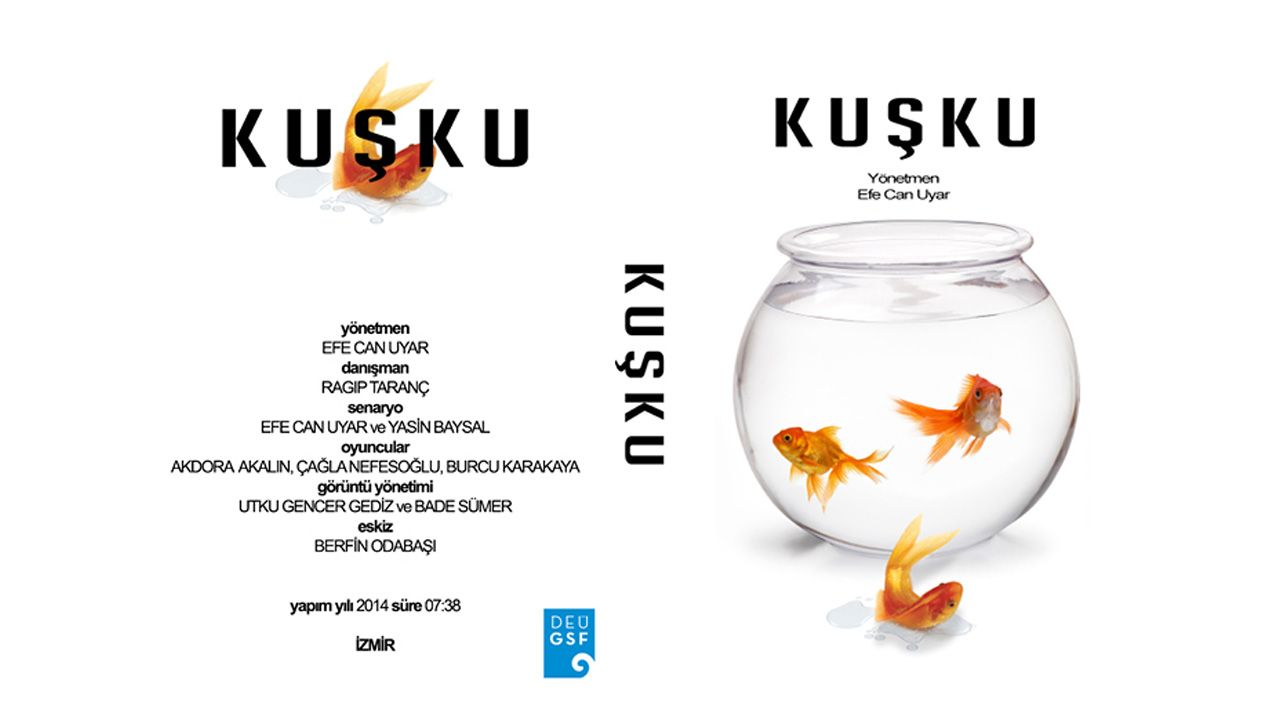 KUŞKU
yönetmen
EFE CAN UYAR
danışman
RAGIP TARANÇ
senaryo
EFE CAN UYAR ve YASİN BAYSAL
oyuncular
AKDORA AKALIN, ÇAĞLA NEFESOĞLU, BURCU KARAKAYA
görüntü yönetimi
UTKU GENCER GEDİZ ve BADE SÜMER
eskiz
BERFİN ODABAŞI
yapım yılı 2014 süre 07:38
İZMİR
DEÜ
GSF
KUŞKU
KUŞKU
Yönetmen
Efe Can Uyar